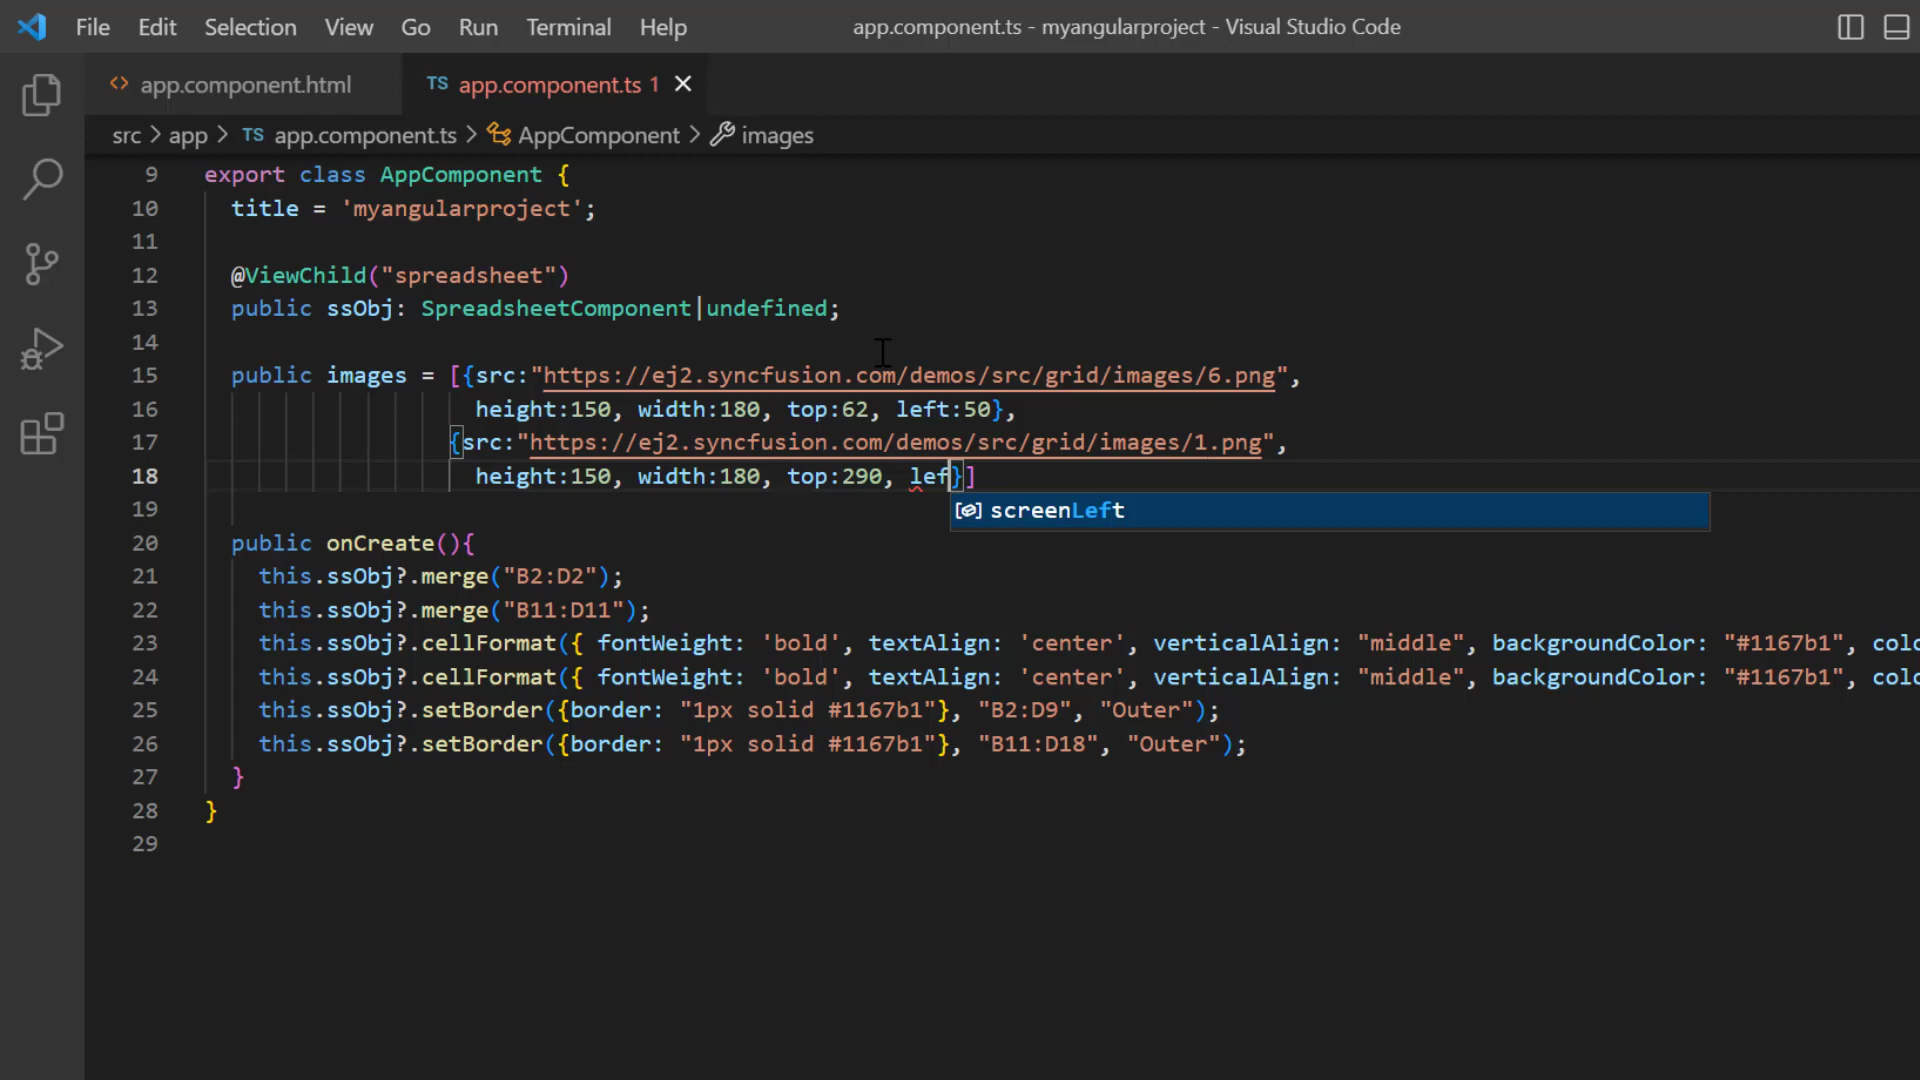 File Edit Selection View Go Run Terminal Help app.component.ts - myangularproject - Visual Studio Code
app.component.html TS app.component.ts 1
src > app > TS app.component.ts > AppComponent > images
9 export class AppComponent {
10 title = 'myangularproject';
11
12 @ViewChild("spreadsheet")
13 public ssObj: SpreadsheetComponent|undefined;
14
15 public images = [{src:"https://ej2.syncfusion.com/demos/src/grid/images/6.png",
16 height:150, width:180, top:62, left:50},
17 {src:"https://ej2.syncfusion.com/demos/src/grid/images/1.png",
18 height:150, width:180, top:290, lef}]
19 screenLeft
20 public onCreate(){
21 this.ssObj?.merge("B2:D2");
22 this.ssObj?.merge("B11:D11");
23 this.ssObj?.cellFormat({ fontWeight: 'bold', textAlign: 'center', verticalAlign: "middle", backgroundColor: "#1167b1", colo
24 this.ssObj?.cellFormat({ fontWeight: 'bold', textAlign: 'center', verticalAlign: "middle", backgroundColor: "#1167b1", colo
25 this.ssObj?.setBorder({border: "1px solid #1167b1"}, "B2:D9", "Outer");
26 this.ssObj?.setBorder({border: "1px solid #1167b1"}, "B11:D18", "Outer");
27 }
28 }
29